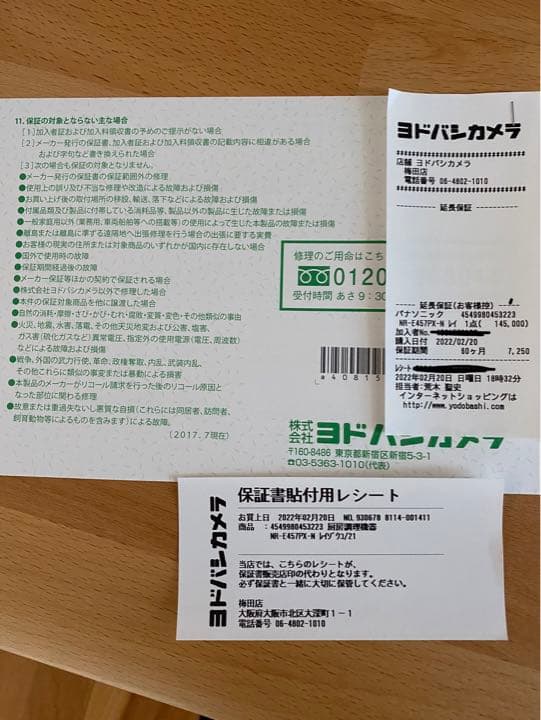 11. 保証の対象とならない主な場合
［1］加入者証および加入料領収書の予めのご提示がない場合
［2］メーカー発行の保証書、加入者証および加入料領収書の記載内容に相違がある場合
および字句など書き換えられた場合
［3］次の場合も保証の対象となりません。
●メーカー発行の保証書の保証範囲外の修理
●使用上の誤り及び不当な修理や改造による故障および損傷
●お買い上げ後の取付場所の移設、輸送、落下などによる故障および損傷
●付属品類及び製品に付帯している消耗品等、製品以外の製品に生じた故障または損傷
●一般家庭用以外(業務用、車両船舶等への搭載等)の使用によって生じた本製品の故障または損傷
●離島または離島に準ずる遠隔地へ出張修理を行う場合の出張に要する実費
●お客様の現実の住所または対象商品のいずれかが国内に存在しない場合
●国外で使用時の故障
●保証期間経過後の故障
●メーカー保証等ほかの契約で保証される場合
●株式会社ヨドバシカメラ以外で修理した場合
●本件の保証対象商品を他に譲渡した場合
●自然の消耗・摩擦・さび・かび・むれ・腐敗・変質・変色・その他類似の事由
●火災、地震、水害、落雷、その他天災地変および公害、塩害、
ガス害(硫化ガスなど)異常電圧、指定外の使用電源(電圧、周波数)
などによる故障および損傷
●戦争、外国の武力行使、革命、政権奪取、内乱、武装内乱、
その他これらに類似の事変または暴動による損害
●本製品のメーカーがリコール請求を行った後のリコール原因と
なった部位に関わる修理
●故意または重過失ないし悪質な自損(これらには同居者、訪問者、
飼育動物等によるものを含みます)による故障。
(2017.7現在)
修理のご用命はこち
0120
受付時間 あさ9:30
a40815
株式
会社 ヨドバシカメラ
〒160-8486 東京都新宿区新宿5-3-1
☎03-5363-1010(代表)
ヨドバシカメラ
店舗 ヨドバシカメラ
梅田店
電話番号 06-4802-1010
延長保証
延長保証(お客様控)
パナソニック 4549980453223
NR-E457PX-N レイ 1点( 145,000)
加入者No.
購入日付 2022/02/20
保証期間 60ヶ月 7,250
レシート
2022年02月20日 日曜日 18時32分
担当者:荒木 聖史
インターネットショッピングは
http://www.yodobashi.com
ヨドバシカメラ
保証書貼付用レシート
お買上日 2022年02月20日 NO.930678 8114-001411
商品 : 4549980453223 厨房調理機器
NR-E457PX-N レイゾウコ/21
当店では、こちらのレシートが、
保証書販売店印の代わりとなります。
必ず保証書と一緒に大切に保管してください。
梅田店
大阪府大阪市北区大深町1-1
電話番号 06-4802-1010